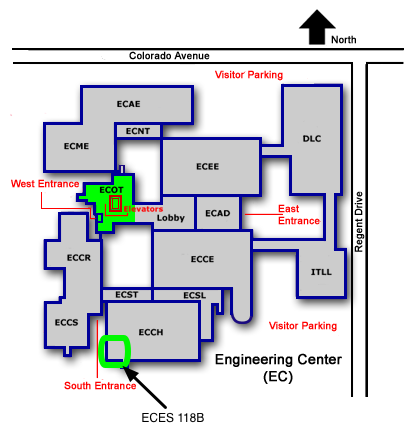 North
Colorado Avenue
Visitor Parking
ECAE
ECNT
DLC
ECME
ECEE
West Entrance
ECOT
Elevators
Lobby
ECAD
East
Entrance
Regent Drive
ECCR
ECCE
ITLL
ECST
ECSL
ECCS
ECCH
Visitor Parking
Engineering Center
(EC)
South Entrance
ECES 118B